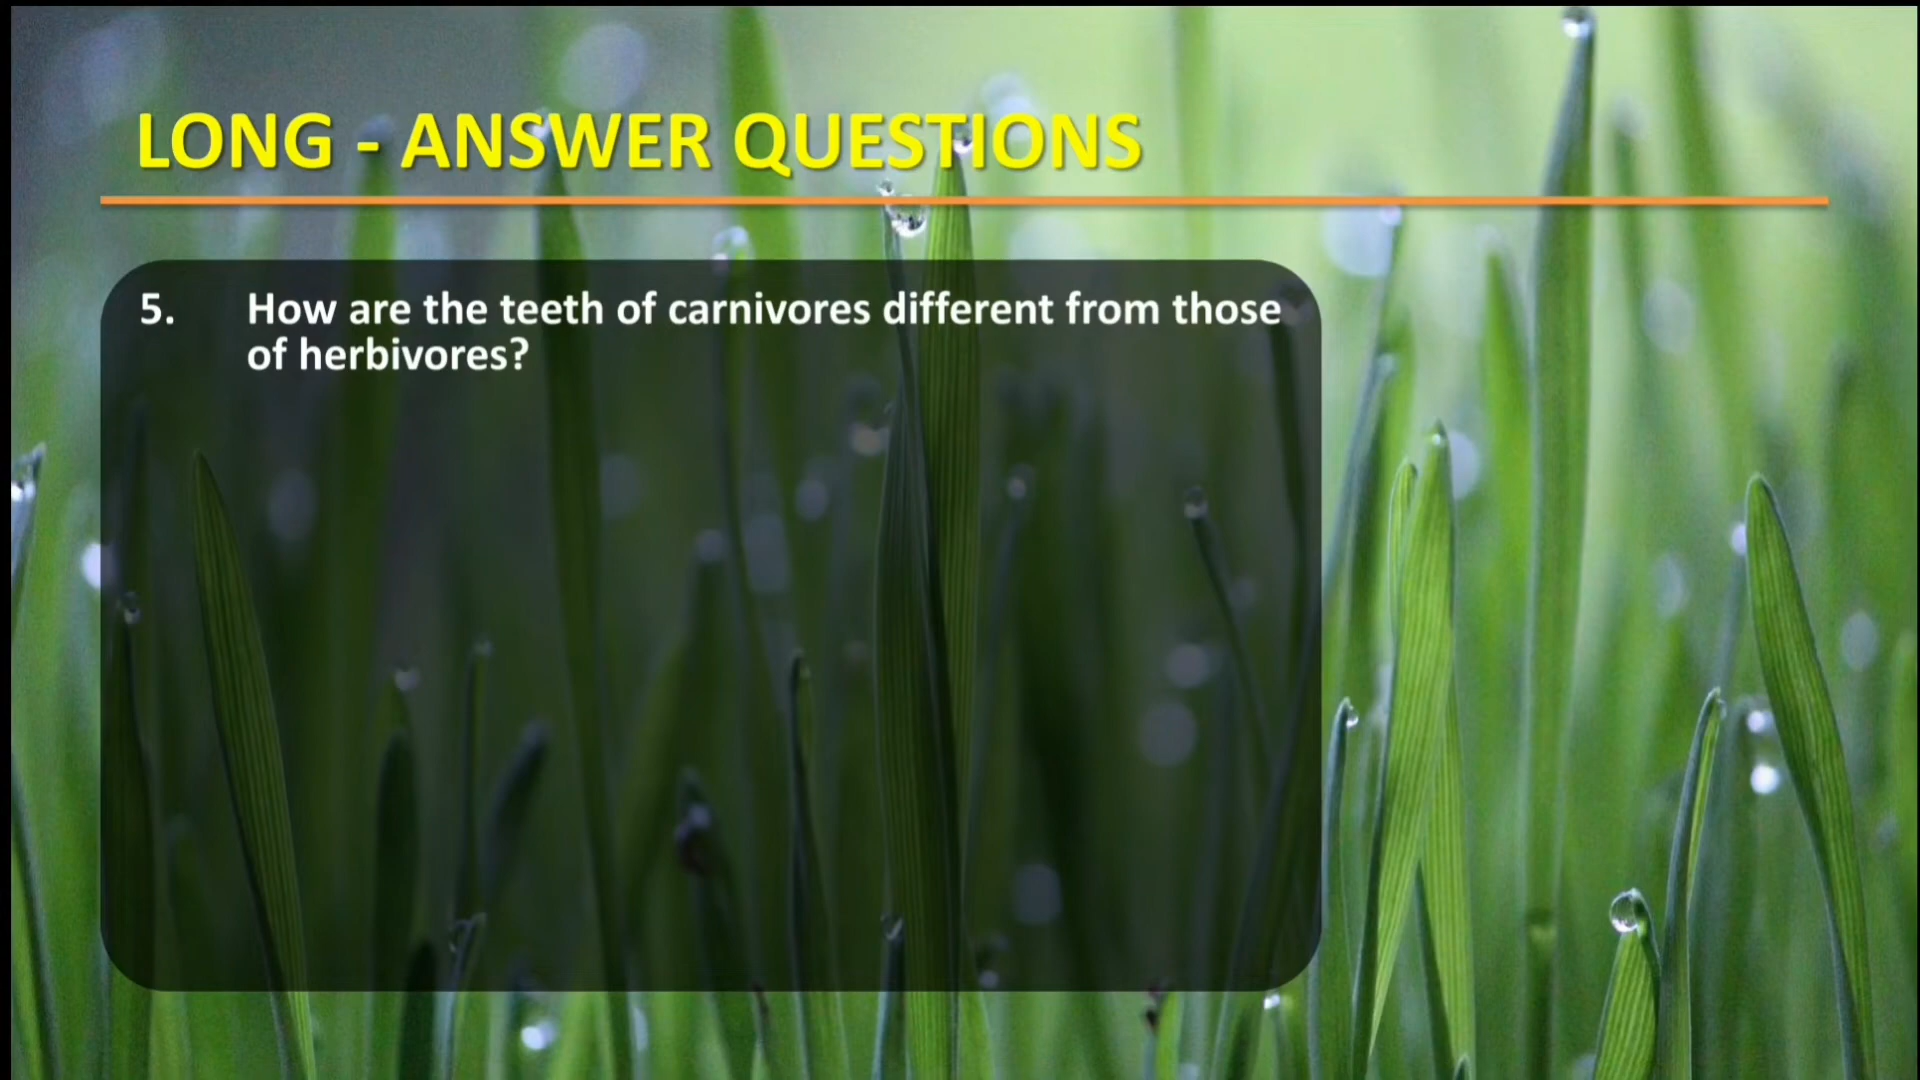 LONG - ANSWER QUESTIONS
5. How are the teeth of carnivores different from those
of herbivores?